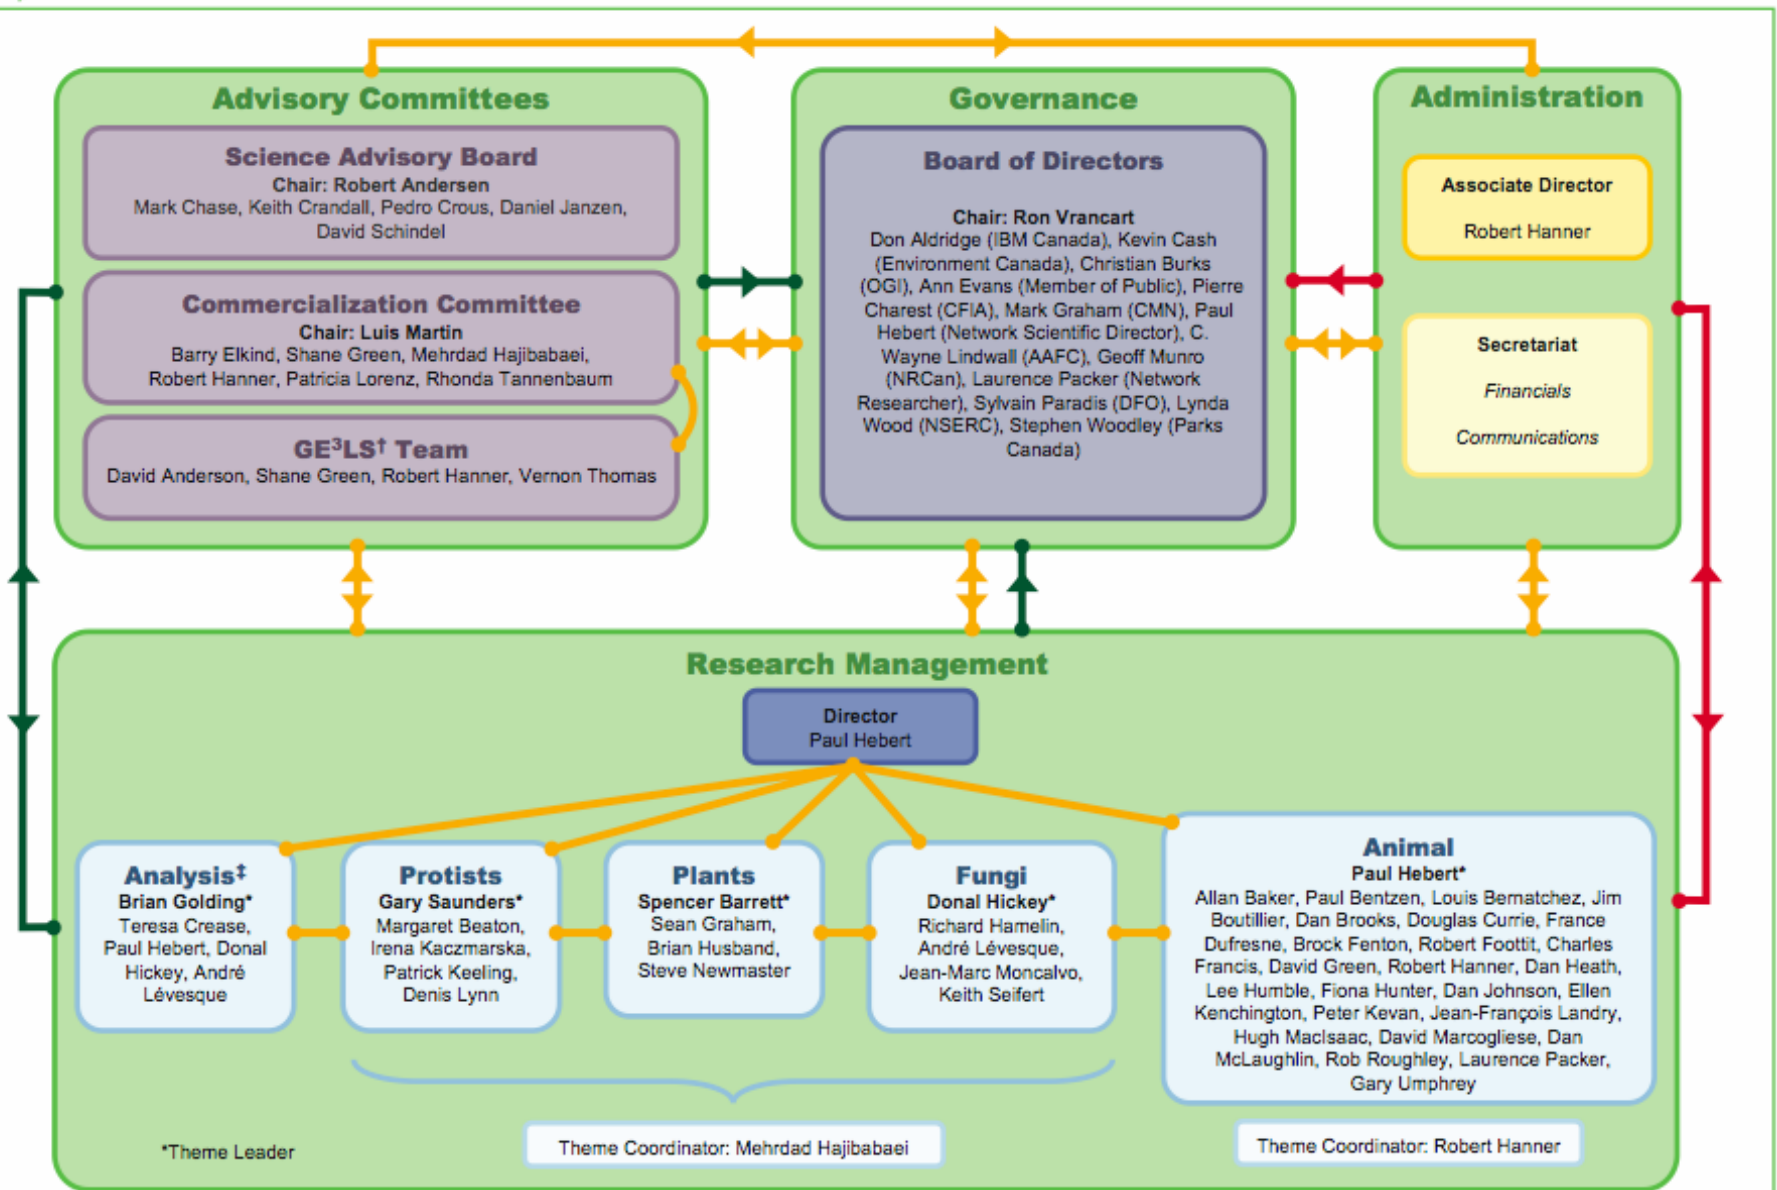 Advisory Committees
Science Advisory Board
Chair: Robert Andersen
Mark Chase, Keith Crandall, Pedro Crous, Daniel Janzen,
David Schindel
Commercialization Committee
Chair: Luis Martin
Barry Elkind, Shane Green, Mehrdad Hajibabaei,
Robert Hanner, Patricia Lorenz, Rhonda Tannenbaum
GE³LS† Team
David Anderson, Shane Green, Robert Hanner, Vernon Thomas
Governance
Board of Directors
Chair: Ron Vrancart
Don Aldridge (IBM Canada), Kevin Cash
(Environment Canada), Christian Burks
(OGI), Ann Evans (Member of Public), Pierre
Charest (CFIA), Mark Graham (CMN), Paul
Hebert (Network Scientific Director), C.
Wayne Lindwall (AAFC), Geoff Munro
(NRCan), Laurence Packer (Network
Researcher), Sylvain Paradis (DFO), Lynda
Wood (NSERC), Stephen Woodley (Parks
Canada)
Administration
Associate Director
Robert Hanner
Secretariat
Financials
Communications
Research Management
Director
Paul Hebert
Analysis‡
Brian Golding*
Teresa Crease,
Paul Hebert, Donal
Hickey, André
Lévesque
Protists
Gary Saunders*
Margaret Beaton,
Irena Kaczmarska,
Patrick Keeling,
Denis Lynn
Plants
Spencer Barrett*
Sean Graham,
Brian Husband,
Steve Newmaster
Fungi
Donal Hickey*
Richard Hamelin,
André Lévesque,
Jean-Marc Moncalvo,
Keith Seifert
Animal
Paul Hebert*
Allan Baker, Paul Bentzen, Louis Bernatchez, Jim
Boutillier, Dan Brooks, Douglas Currie, France
Dufresne, Brock Fenton, Robert Foottit, Charles
Francis, David Green, Robert Hanner, Dan Heath,
Lee Humble, Fiona Hunter, Dan Johnson, Ellen
Kenchington, Peter Kevan, Jean-François Landry,
Hugh MacIsaac, David Marcogliese, Dan
McLaughlin, Rob Roughley, Laurence Packer,
Gary Umphrey
*Theme Leader
Theme Coordinator: Mehrdad Hajibabaei
Theme Coordinator: Robert Hanner